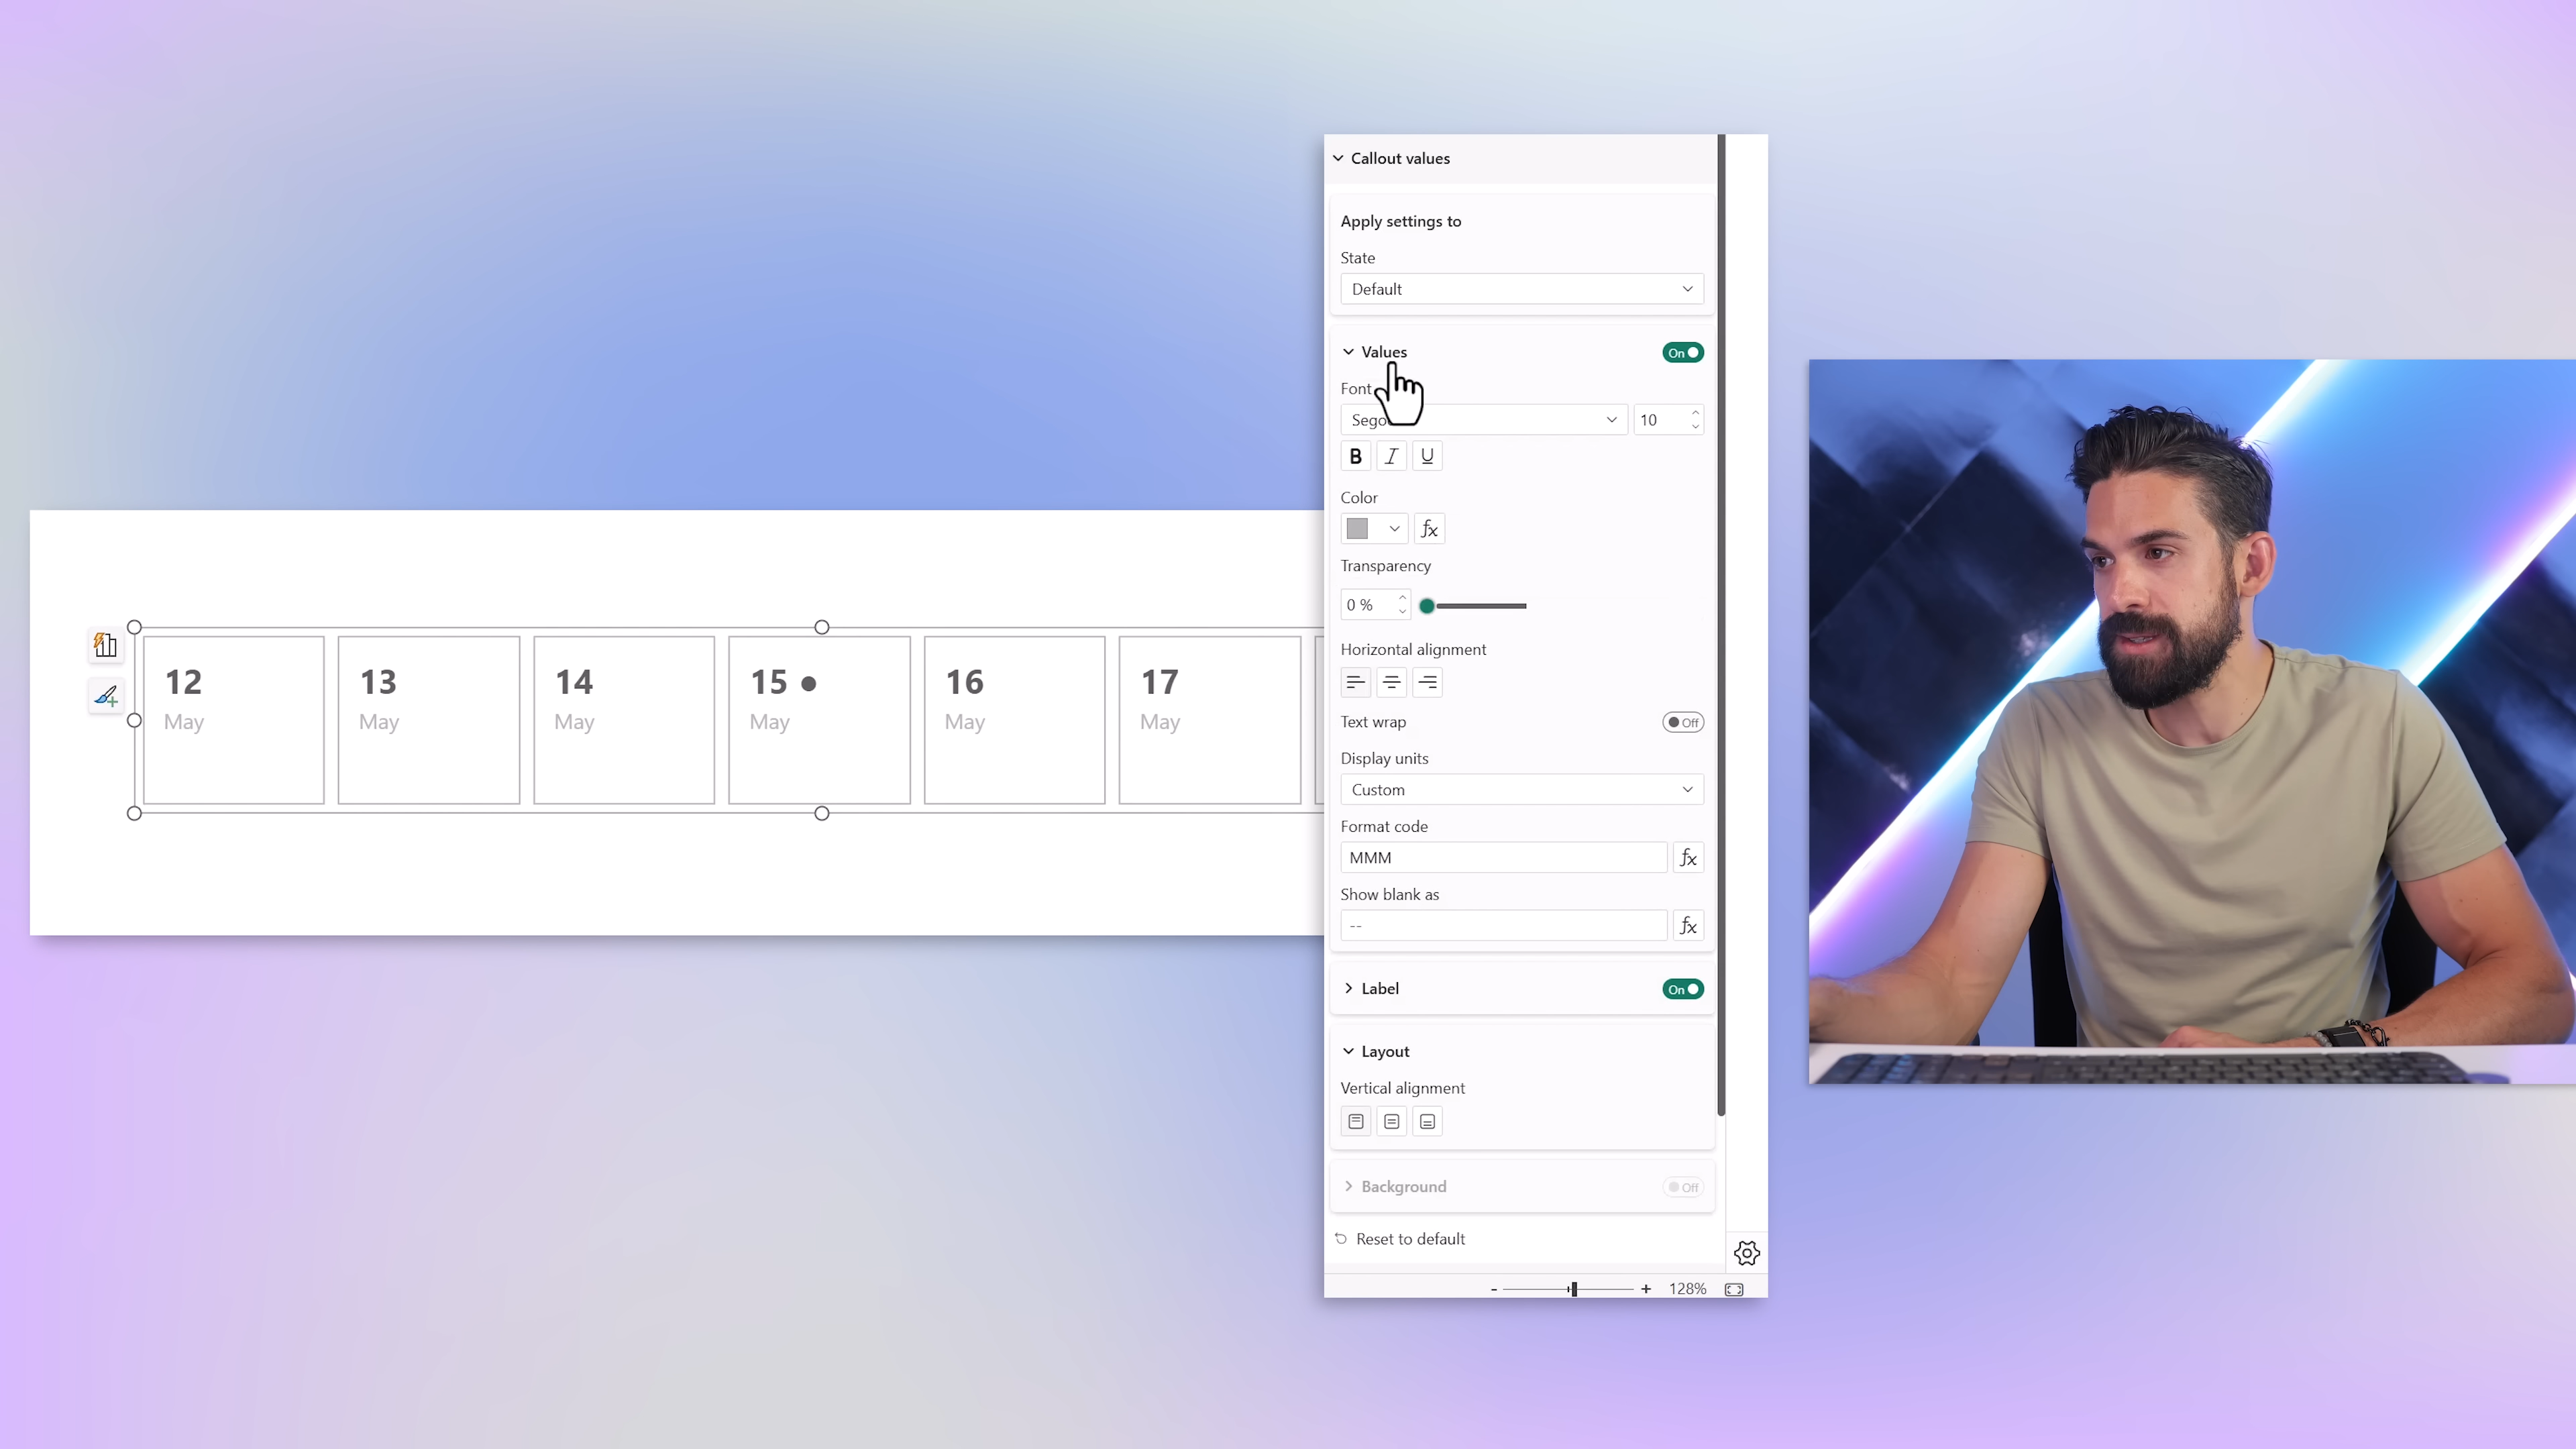 Callout values
Apply settings to
State
Default
Values
On
Font
Sego
10
B I U
Color
fx
Transparency
0 %
Horizontal alignment
Text wrap
Off
Display units
Custom
Format code
MMM
fx
Show blank as
--
fx
Label
On
Layout
Vertical alignment
Background
Off
Reset to default
- + 128%
12
May
13
May
14
May
15 ●
May
16
May
17
May